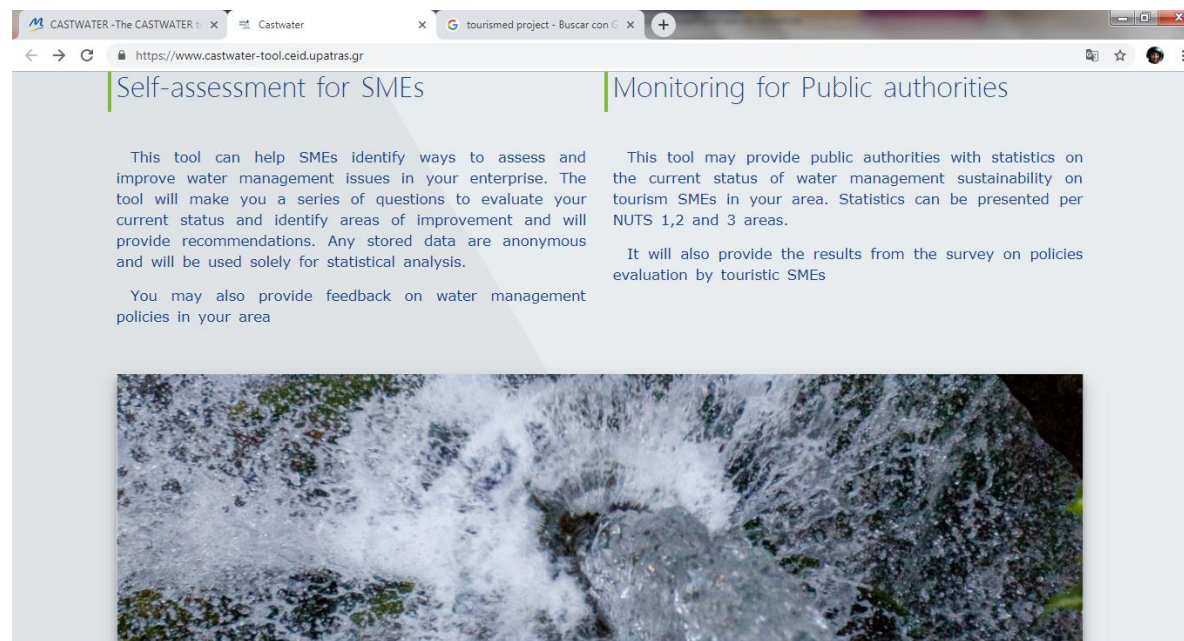 CASTWATER -The CASTWATER t
Castwater
tourismed project - Buscar con G
https://www.castwater-tool.ceid.upatras.gr
Self-assessment for SMEs
This tool can help SMEs identify ways to assess and
improve water management issues in your enterprise. The
tool will make you a series of questions to evaluate your
current status and identify areas of improvement and will
provide recommendations. Any stored data are anonymous
and will be used solely for statistical analysis.
You may also provide feedback on water management
policies in your area
Monitoring for Public authorities
This tool may provide public authorities with statistics on
the current status of water management sustainability on
tourism SMEs in your area. Statistics can be presented per
NUTS 1,2 and 3 areas.
It will also provide the results from the survey on policies
evaluation by touristic SMEs